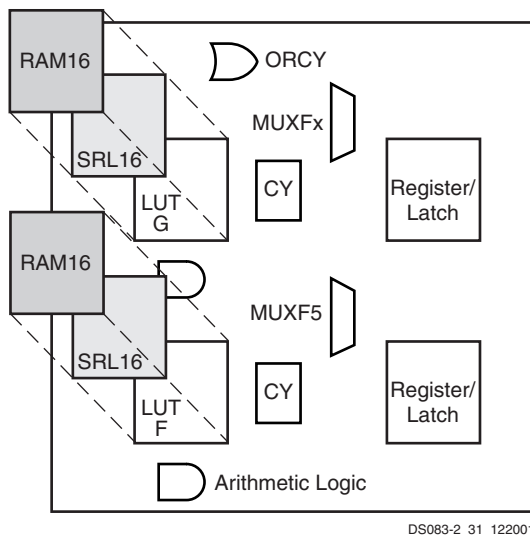 RAM16
ORCY
MUXFx
SRL16
LUT
G
CY
Register/
Latch
RAM16
MUXF5
SRL16
LUT
F
CY
Register/
Latch
Arithmetic Logic
DS083-2_31_122001